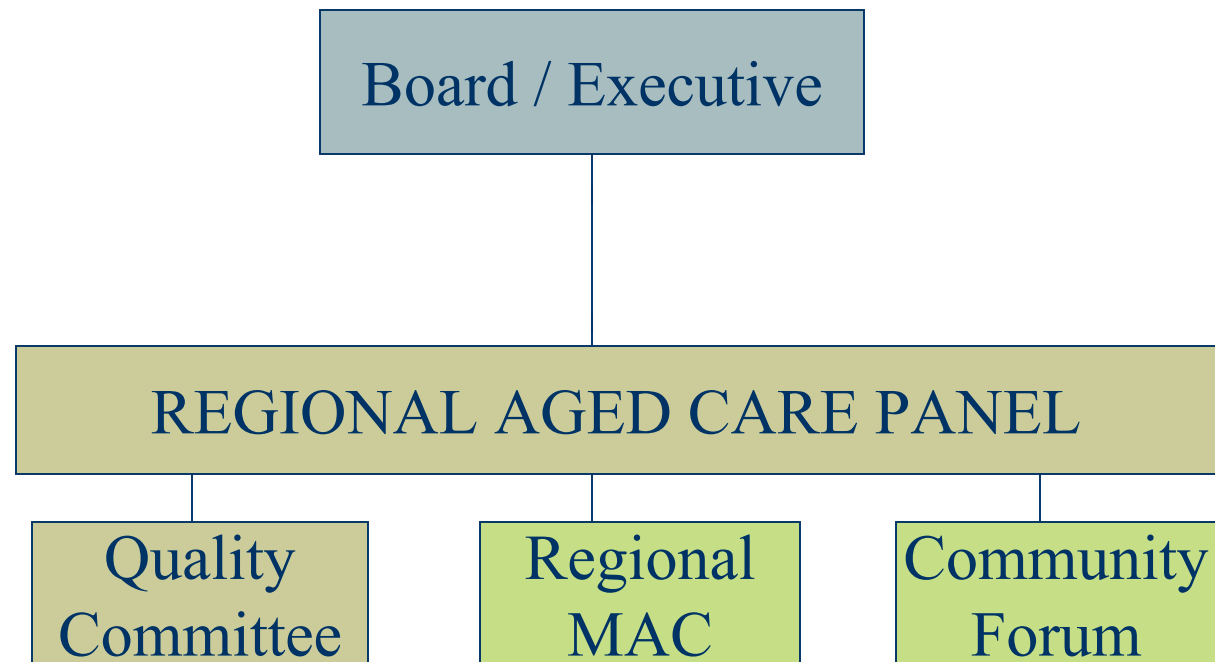 Board / Executive
REGIONAL AGED CARE PANEL
Quality
Committee
Regional
MAC
Community
Forum